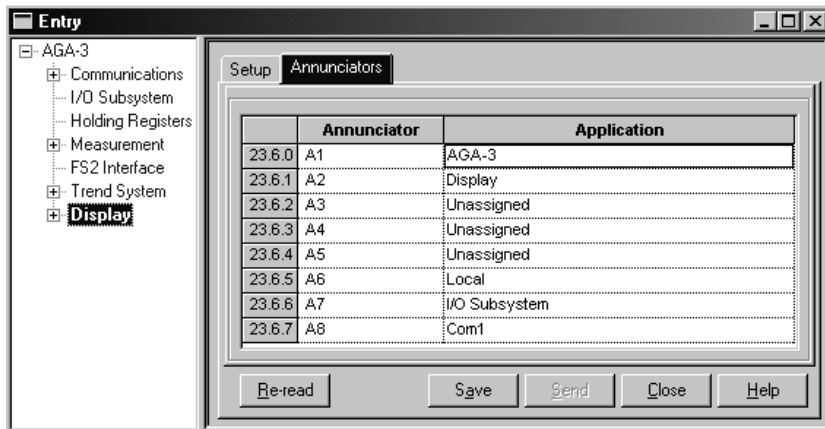 Entry
AGA-3
Communications
I/O Subsystem
Holding Registers
Measurement
FS2 Interface
Trend System
Display
Setup Annunciators
Annunciator Application
23.6.0 A1 AGA-3
23.6.1 A2 Display
23.6.2 A3 Unassigned
23.6.3 A4 Unassigned
23.6.4 A5 Unassigned
23.6.5 A6 Local
23.6.6 A7 I/O Subsystem
23.6.7 A8 Com1
Re-read Save Send Close Help